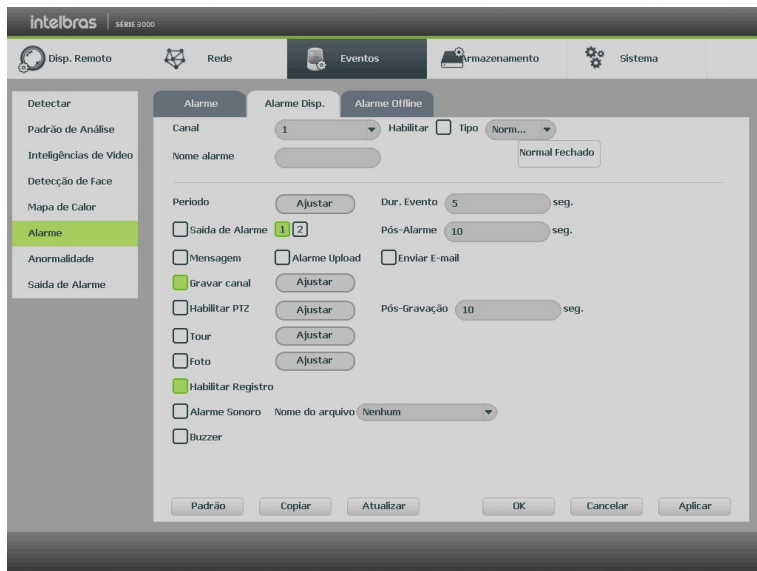 intelbras SÉRIE 3000
Disp. Remoto Rede Eventos Armazenamento Sistema
Detectar
Padrão de Análise
Inteligências de Vídeo
Detecção de Face
Mapa de Calor
Alarme
Anormalidade
Saída de Alarme
Alarme Alarme Disp. Alarme Offline
Canal 1 Habilitar Tipo Norm...
Nome alarme Normal Fechado
Periodo Ajustar Dur. Evento 5 seg.
Saída de Alarme 1 2 Pós-Alarme 10 seg.
Mensagem Alarme Upload Enviar E-mail
Gravar canal Ajustar
Habilitar PTZ Ajustar Pós-Gravação 10 seg.
Tour Ajustar
Foto Ajustar
Habilitar Registro
Alarme Sonoro Nome do arquivo Nenhum
Buzzer
Padrão Copiar Atualizar OK Cancelar Aplicar